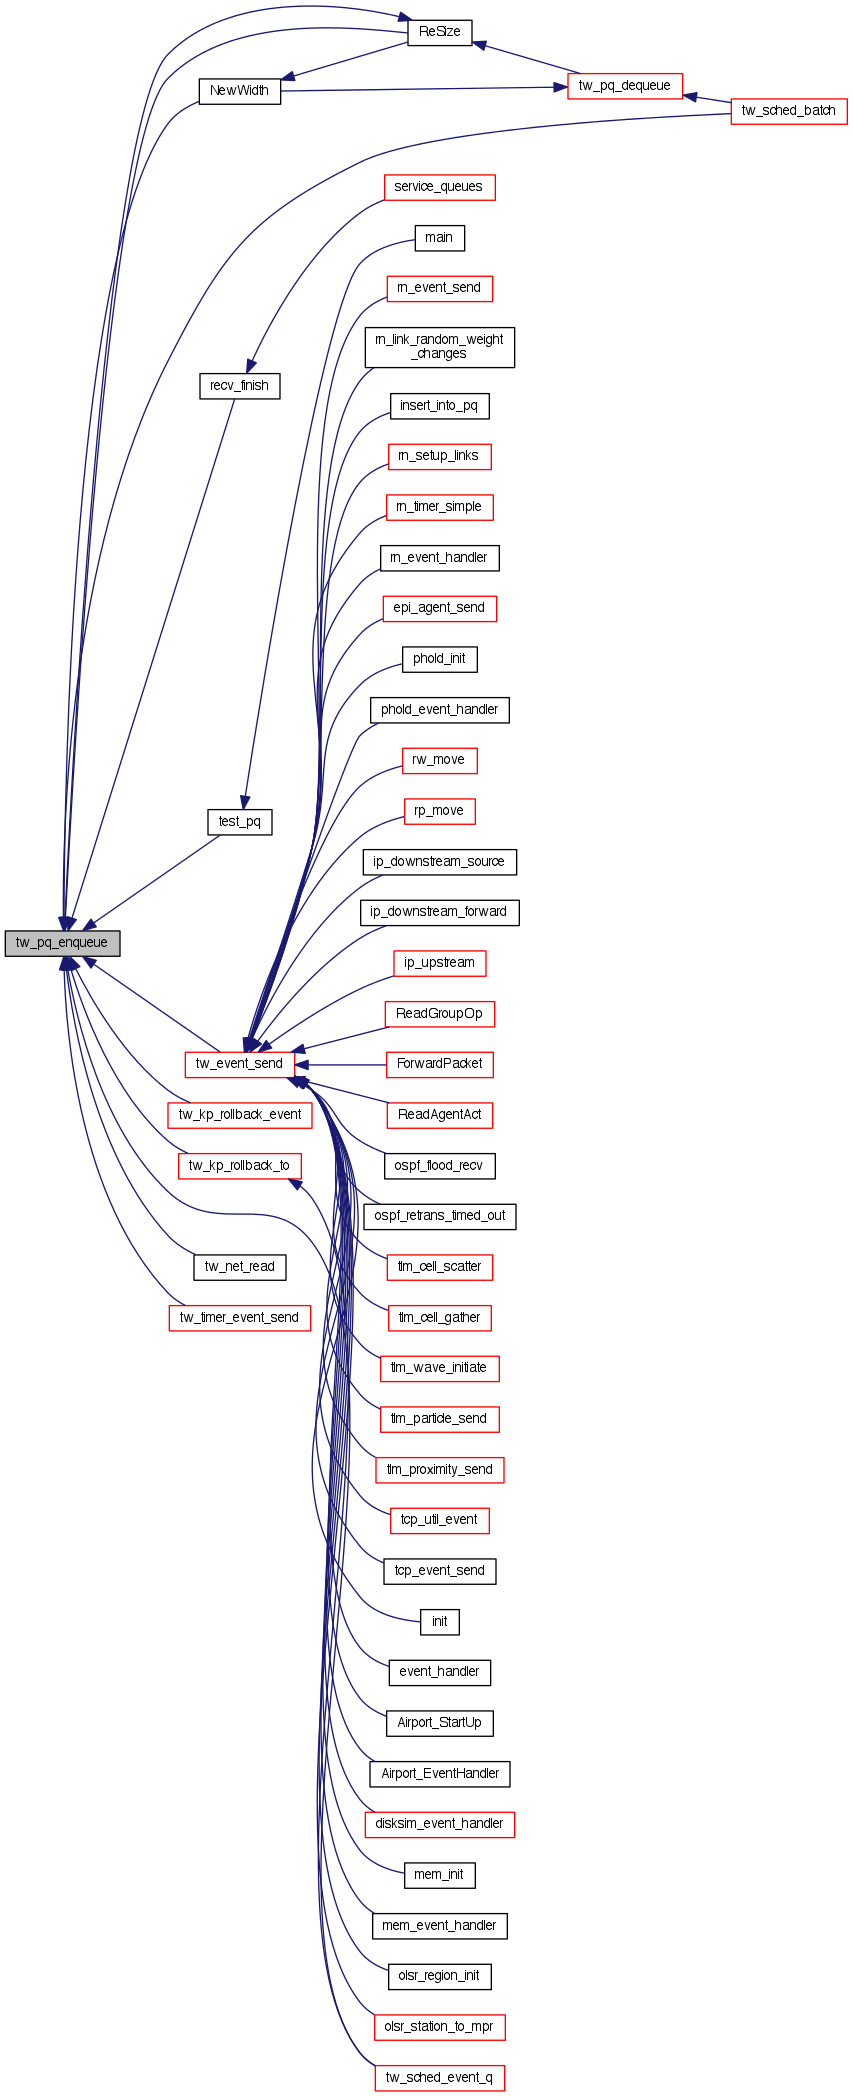 ReSize
tw_pq_dequeue
NewWidth
tw_sched_batch
service_queues
main
rn_event_send
rn_link_random_weight
_changes
recv_finish
insert_into_pq
rn_setup_links
rn_timer_simple
rn_event_handler
epi_agent_send
phold_init
phold_event_handler
rw_move
rp_move
test_pq
ip_downstream_source
ip_downstream_forward
tw_pq_enqueue
ip_upstream
ReadGroupOp
tw_event_send
ForwardPacket
tw_kp_rollback_event
ReadAgentAct
tw_kp_rollback_to
ospf_flood_recv
ospf_retrans_timed_out
tw_net_read
tlm_cell_scatter
tw_timer_event_send
tlm_cell_gather
tlm_wave_initiate
tlm_particle_send
tlm_proximity_send
tcp_util_event
tcp_event_send
init
event_handler
Airport_StartUp
Airport_EventHandler
disksim_event_handler
mem_init
mem_event_handler
olsr_region_init
olsr_station_to_mpr
tw_sched_event_q